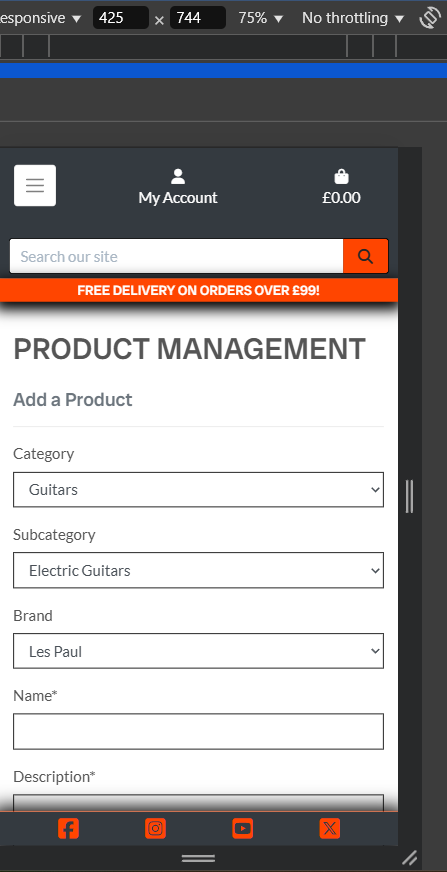 esponsive ▼ 425 × 744 75% ▼ No throttling ▼
My Account £0.00
Search our site
FREE DELIVERY ON ORDERS OVER £99!
PRODUCT MANAGEMENT
Add a Product
Category
Guitars
Subcategory
Electric Guitars
Brand
Les Paul
Name*
Description*